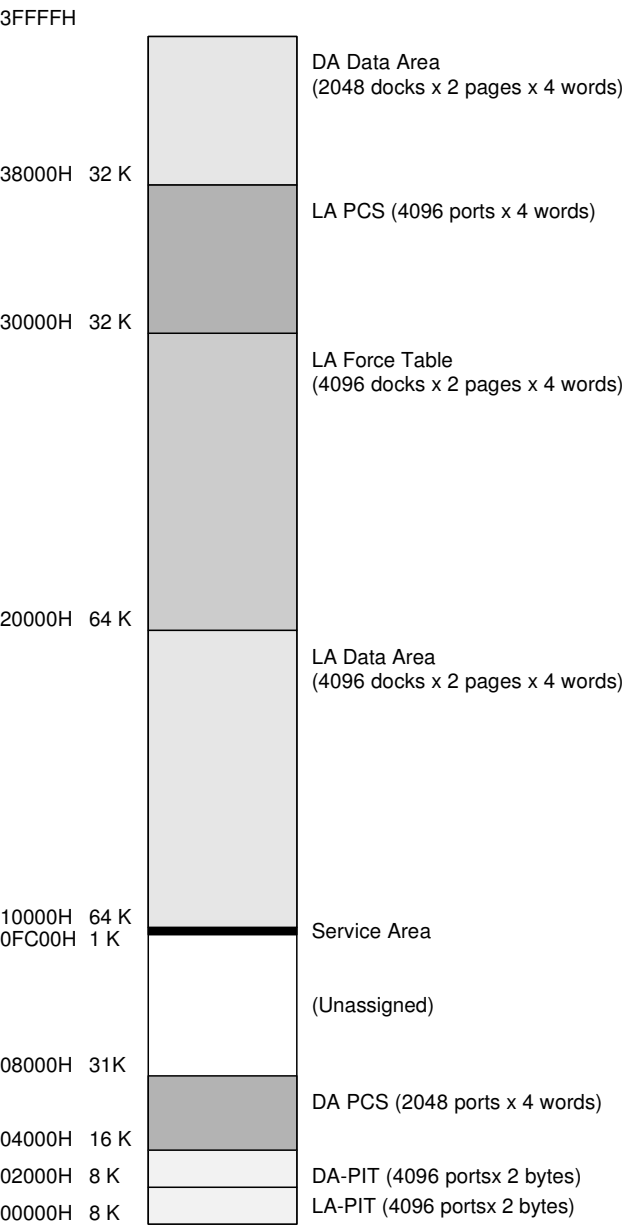 3FFFFH
DA Data Area
(2048 docks x 2 pages x 4 words)
38000H 32 K
LA PCS (4096 ports x 4 words)
30000H 32 K
LA Force Table
(4096 docks x 2 pages x 4 words)
20000H 64 K
LA Data Area
(4096 docks x 2 pages x 4 words)
10000H 64 K
0FC00H 1 K
Service Area
(Unassigned)
08000H 31K
DA PCS (2048 ports x 4 words)
04000H 16 K
02000H 8 K
DA-PIT (4096 portsx 2 bytes)
00000H 8 K
LA-PIT (4096 portsx 2 bytes)